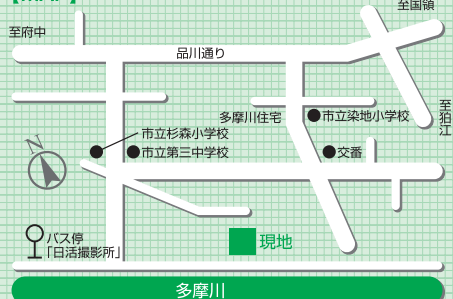 至国領
至府中
品川通り
至狛江
多摩川住宅
市立染地小学校
市立杉森小学校
市立第三中学校
交番
N
バス停
「日活撮影所」
現地
多摩川